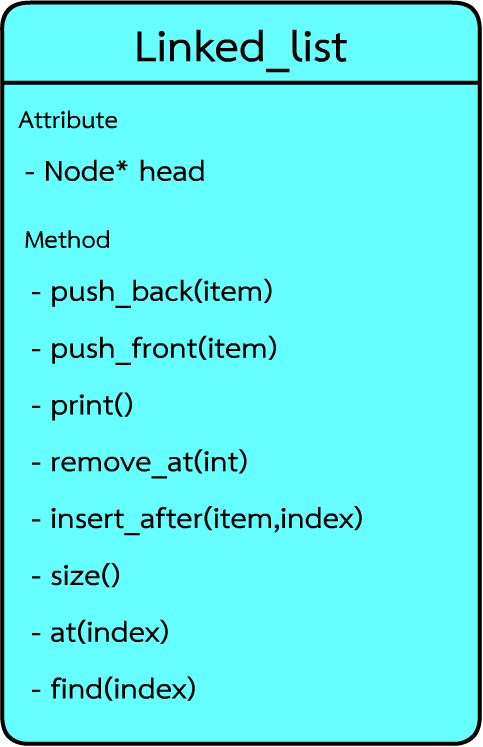 Linked_list
Attribute
- Node* head
Method
- push_back(item)
- push_front(item)
- print()
- remove_at(int)
- insert_after(item,index)
- size()
- at(index)
- find(index)